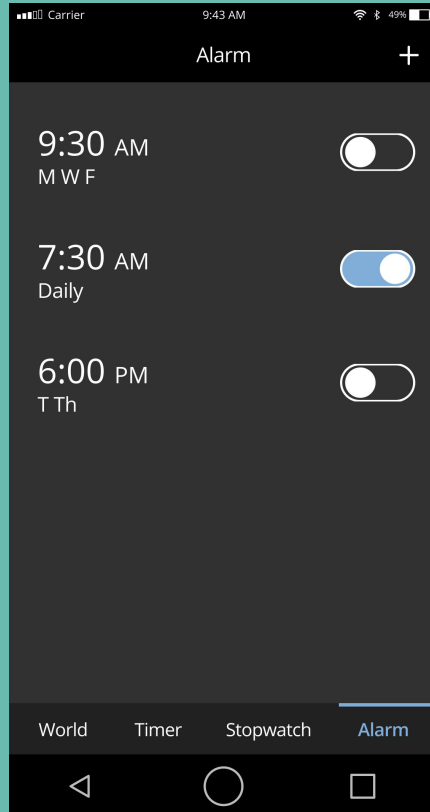 Carrier 9:43 AM 49%
Alarm +
9:30 AM
M W F
7:30 AM
Daily
6:00 PM
T Th
World Timer Stopwatch Alarm